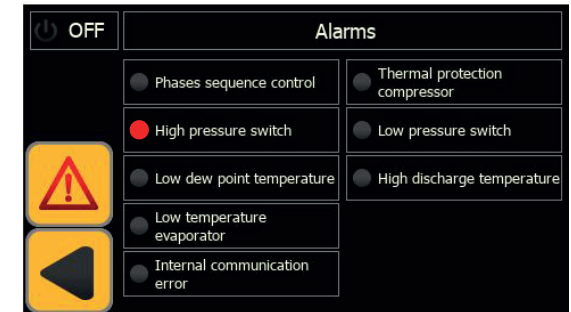 OFF
Alarms
Phases sequence control
Thermal protection
compressor
High pressure switch
Low pressure switch
Low dew point temperature
High discharge temperature
Low temperature
evaporator
Internal communication
error